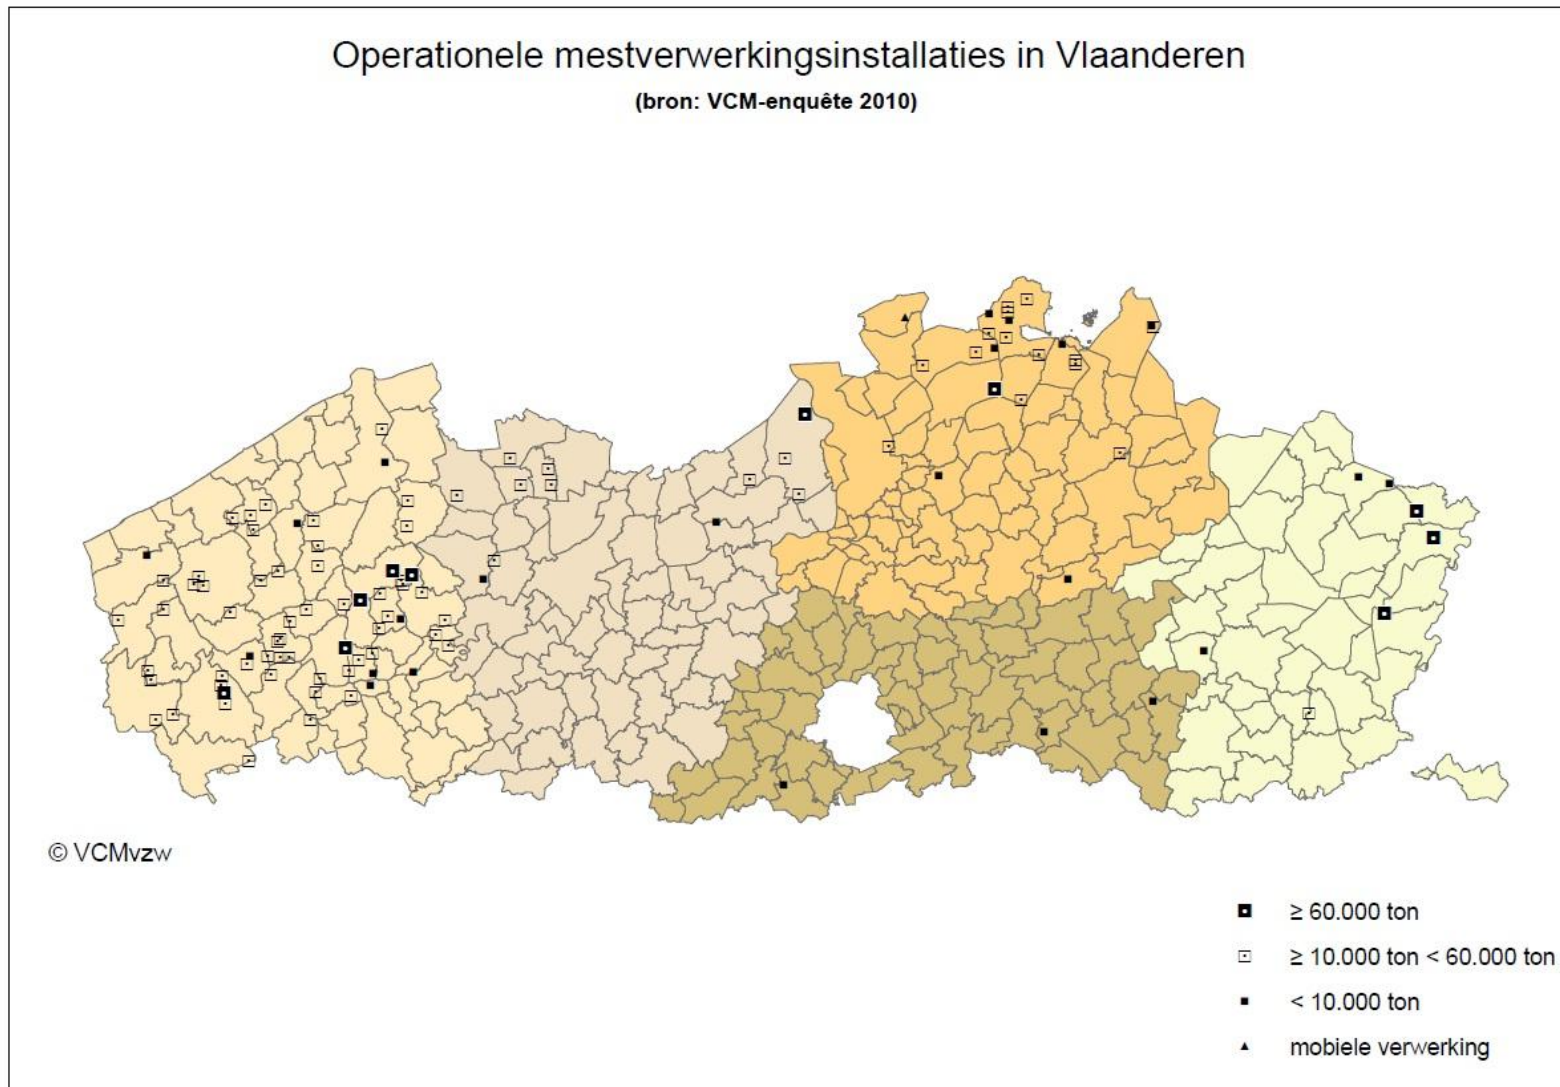 Operationele mestverwerkingsinstallaties in Vlaanderen
(bron: VCM-enquête 2010)
© VCMvzw
≥ 60.000 ton
≥ 10.000 ton < 60.000 ton
< 10.000 ton
mobiele verwerking